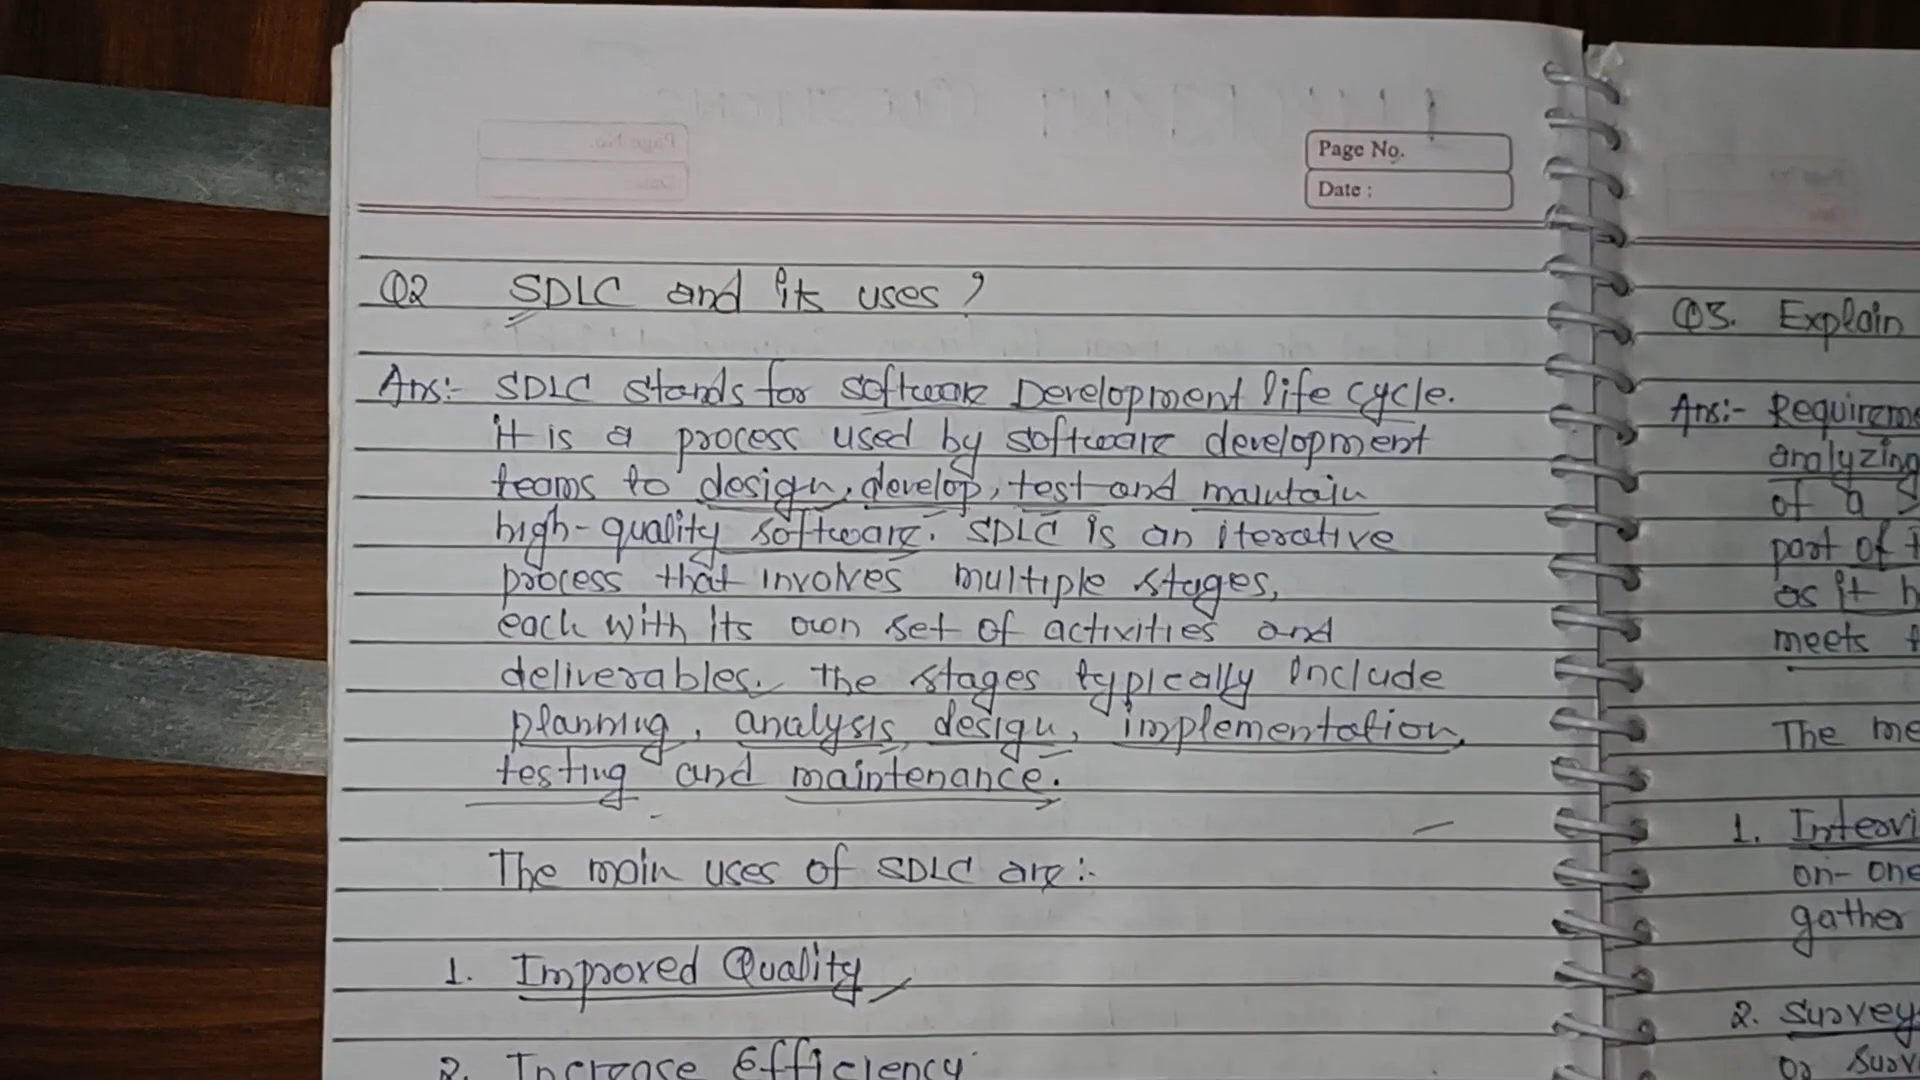 Page No.
Date :
Q2 SDLC and its uses ?
Ans:- SDLC stands for software Development life cycle.
it is a process used by software development
teams to design, develop, test and maintain
high-quality software. SDLC is an iterative
process that involves multiple stages,
each with its own set of activities and
deliverables. The stages typically include
planning, analysis, design, implementation,
testing and maintenance.
The main uses of SDLC are:-
1. Improved Quality
2. Increase Efficiency
Q3. Explain
Ans:- Requirem
analyzing
of a S
part of t
as it h
meets t
The me
1. Intervi
on-one
gather
2. Survey
or surv